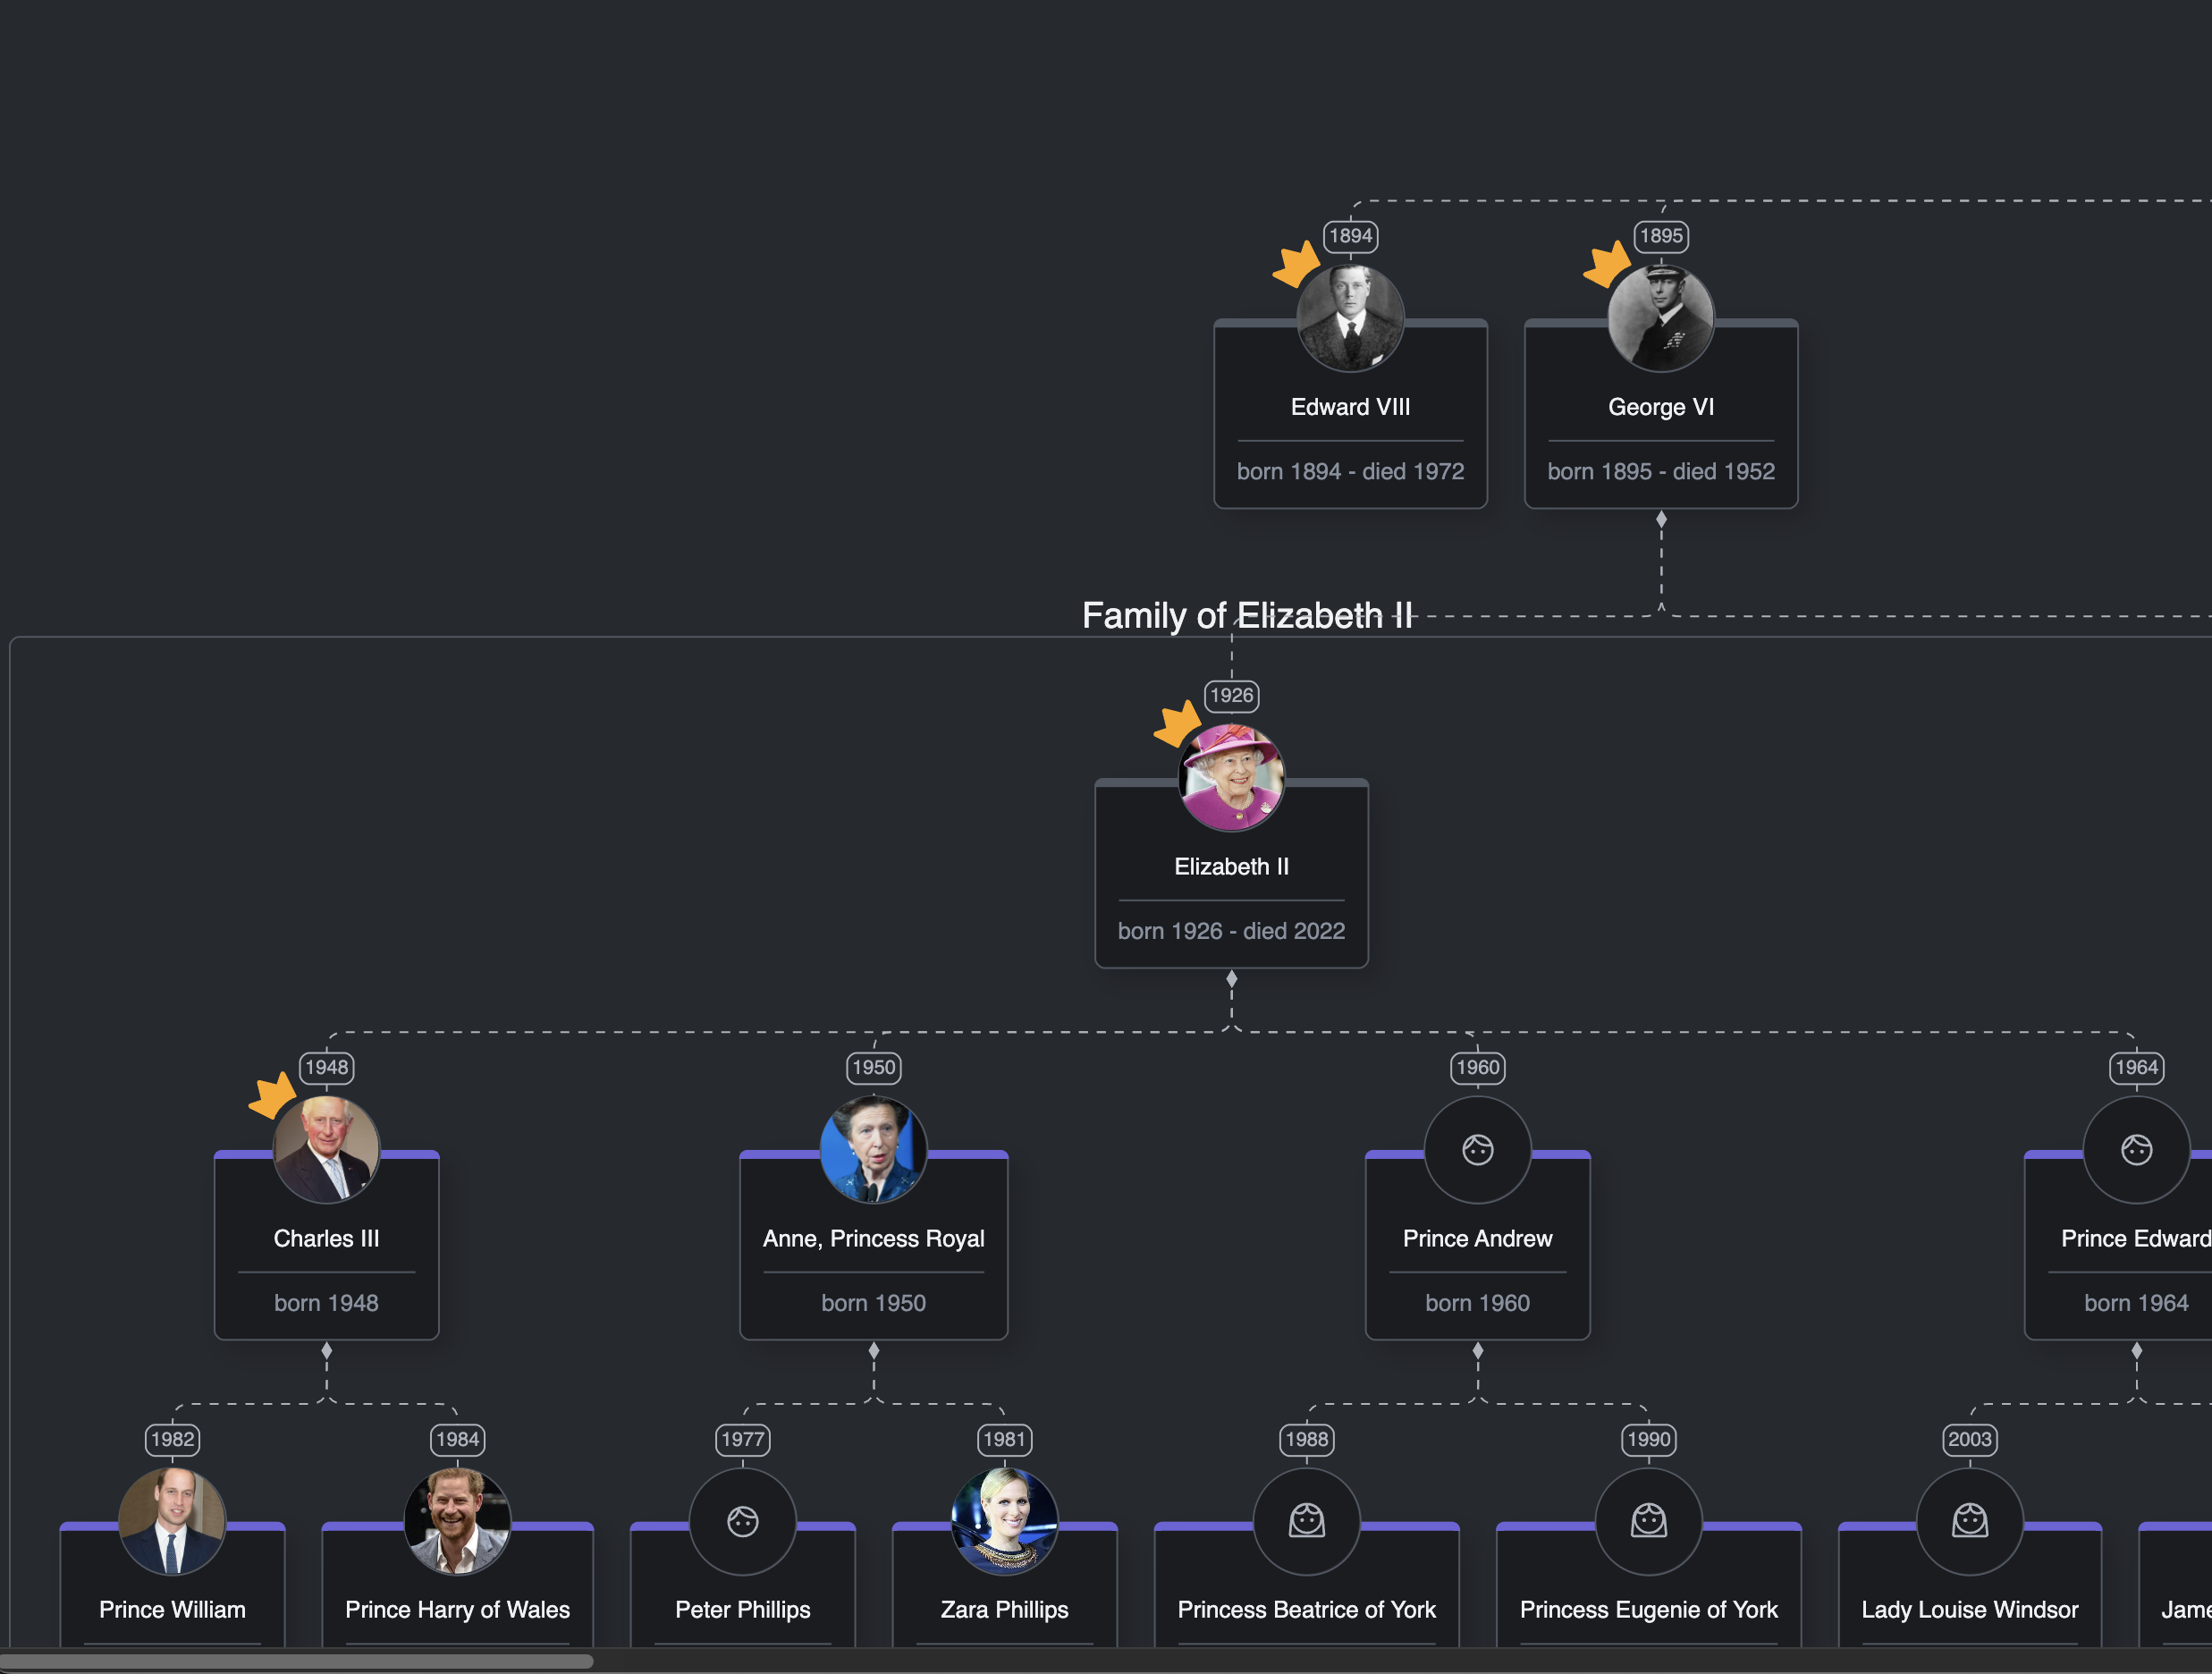 1894
1895
Edward VIII
George VI
born 1894 - died 1972
born 1895 - died 1952
Family of Elizabeth II
1926
Elizabeth II
born 1926 - died 2022
1948
1950
1960
1964
Charles III
Anne, Princess Royal
Prince Andrew
Prince Edward
born 1948
born 1950
born 1960
born 1964
1982
1984
1977
1981
1988
1990
2003
Prince William
Prince Harry of Wales
Peter Phillips
Zara Phillips
Princess Beatrice of York
Princess Eugenie of York
Lady Louise Windsor